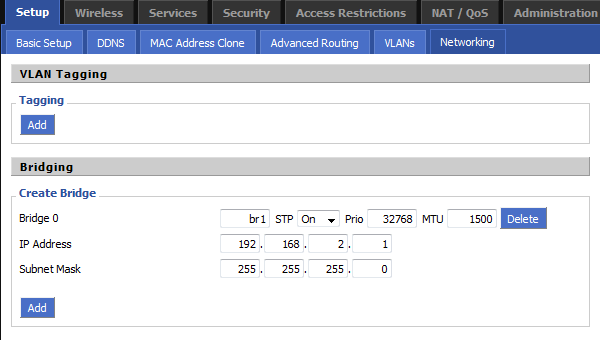 Setup Wireless Services Security Access Restrictions NAT / QoS Administration
Basic Setup DDNS MAC Address Clone Advanced Routing VLANs Networking
VLAN Tagging
Tagging
Add
Bridging
Create Bridge
Bridge 0 br1 STP On Prio 32768 MTU 1500 Delete
IP Address 192 . 168 . 2 . 1
Subnet Mask 255 . 255 . 255 . 0
Add